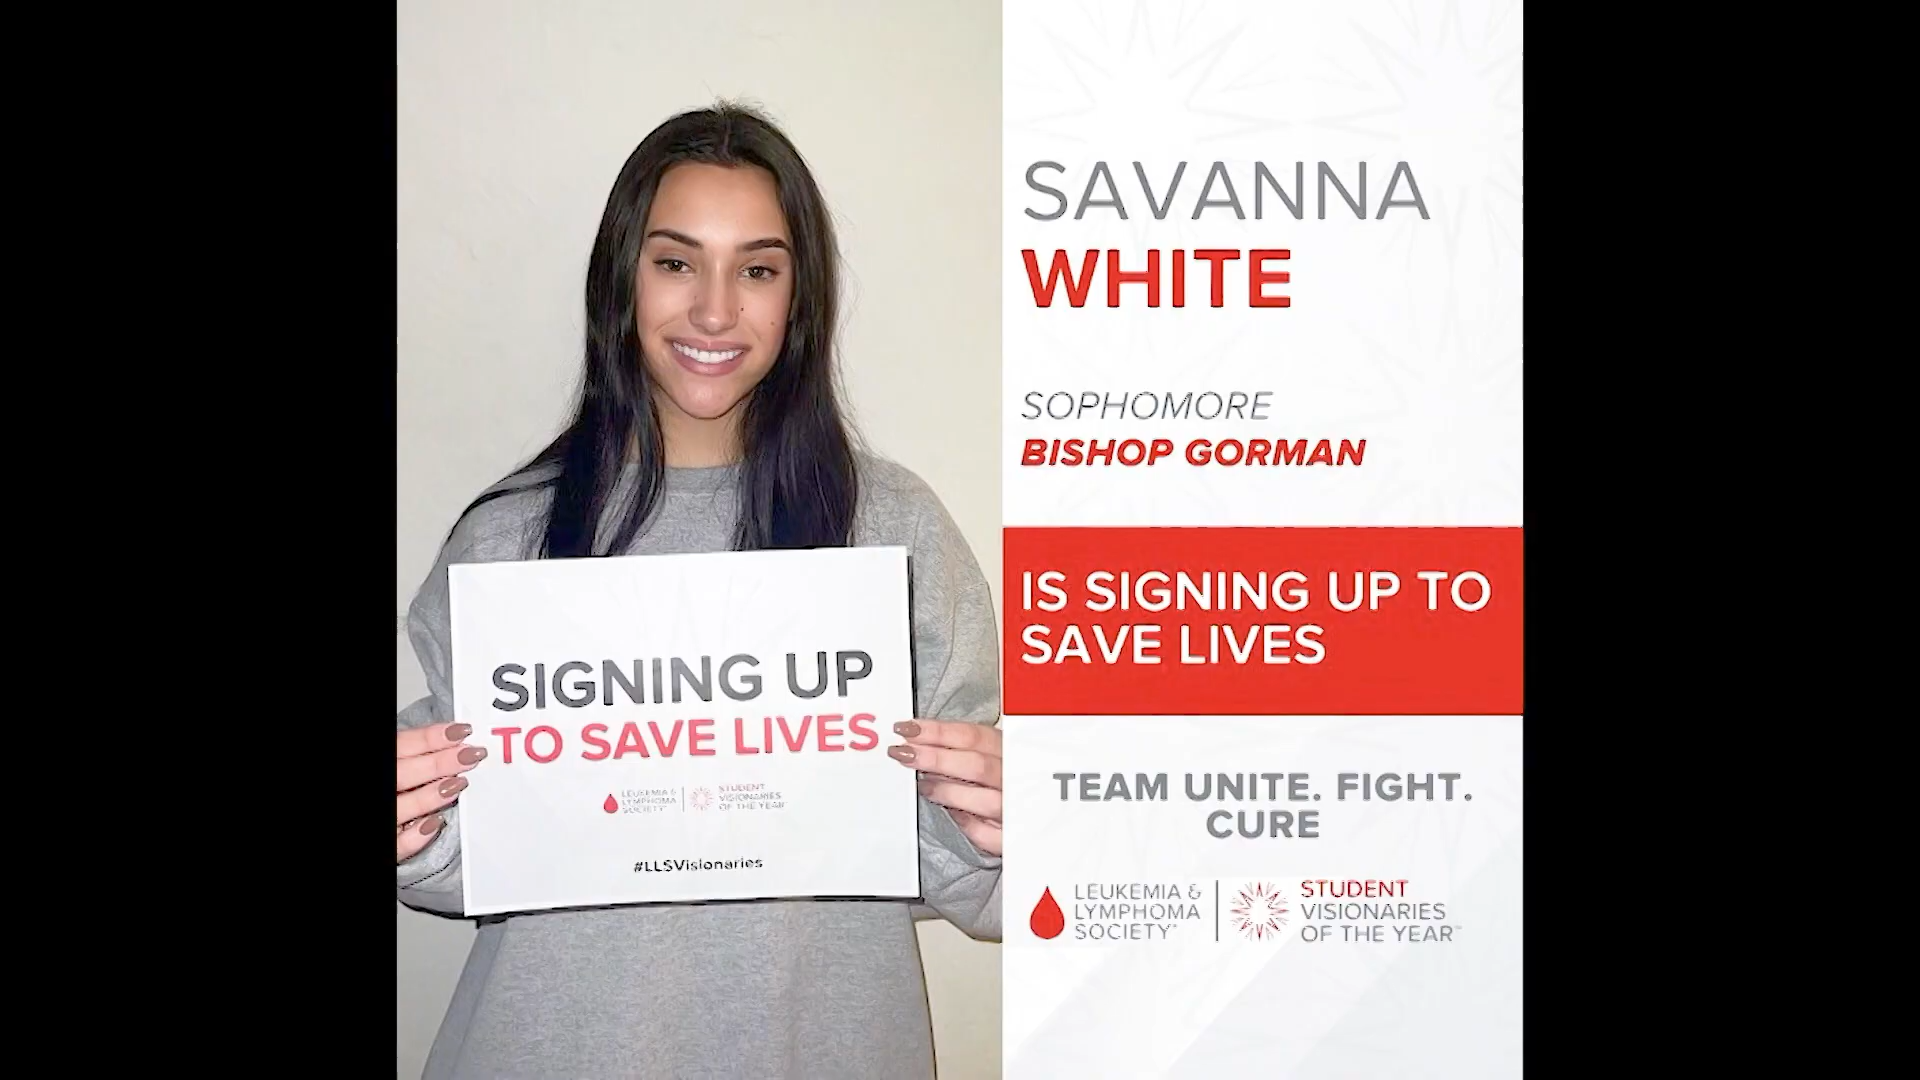 SIGNING UP
TO SAVE LIVES
LEUKEMIA &
LYMPHOMA
SOCIETY
STUDENT
VISIONARIES
OF THE YEAR
#LLSVisionaries
SAVANNA
WHITE
SOPHOMORE
BISHOP GORMAN
IS SIGNING UP TO
SAVE LIVES
TEAM UNITE. FIGHT.
CURE
LEUKEMIA &
LYMPHOMA
SOCIETY
STUDENT
VISIONARIES
OF THE YEAR™